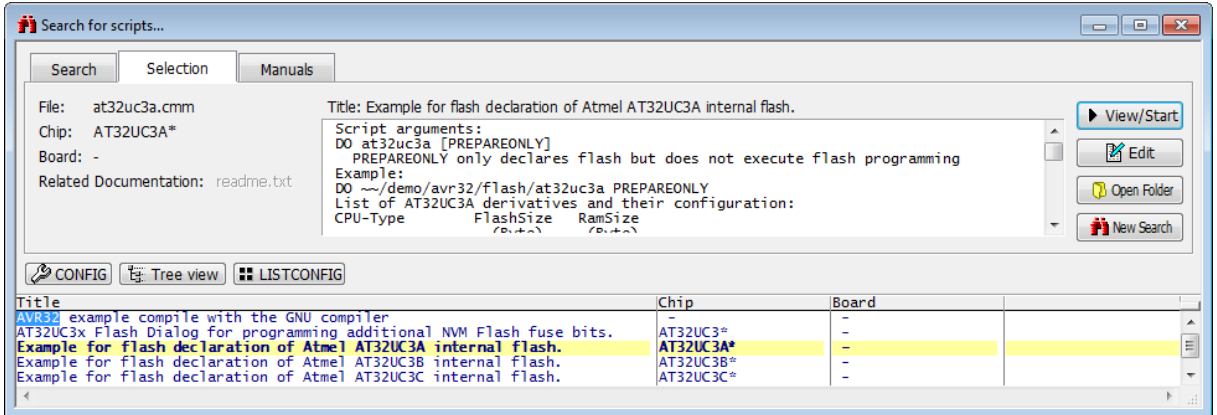 Search for scripts...
Search Selection Manuals
File: at32uc3a.cmm
Chip: AT32UC3A*
Board: -
Related Documentation: readme.txt
Title: Example for flash declaration of Atmel AT32UC3A internal flash.
Script arguments:
DO at32uc3a [PREPAREONLY]
PREPAREONLY only declares flash but does not execute flash programming
Example:
DO ~~/demo/avr32/flash/at32uc3a PREPAREONLY
List of AT32UC3A derivatives and their configuration:
CPU-Type FlashSize RamSize
(Byte) (Byte)
View/Start
Edit
Open Folder
New Search
CONFIG Tree view LISTCONFIG
Title Chip Board
AVR32 example compile with the GNU compiler - -
AT32UC3x Flash Dialog for programming additional NVM Flash fuse bits. AT32UC3* -
Example for flash declaration of Atmel AT32UC3A internal flash. AT32UC3A* -
Example for flash declaration of Atmel AT32UC3B internal flash. AT32UC3B* -
Example for flash declaration of Atmel AT32UC3C internal flash. AT32UC3C* -